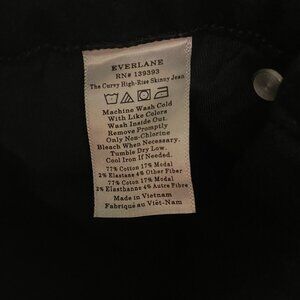 EVERLANE
RN# 139393
The Curvy High-Rise Skinny Jean
Machine Wash Cold
With Like Colors
Wash Inside Out.
Remove Promptly
Only Non-Chlorine
Bleach When Necessary.
Tumble Dry Low.
Cool Iron If Needed.
77% Cotton 17% Modal
2% Elastane 4% Other Fiber
77% Coton 17% Modal
2% Elasthanne 4% Autre Fibre
Made in Vietnam
Fabriqué au Viêt-Nam